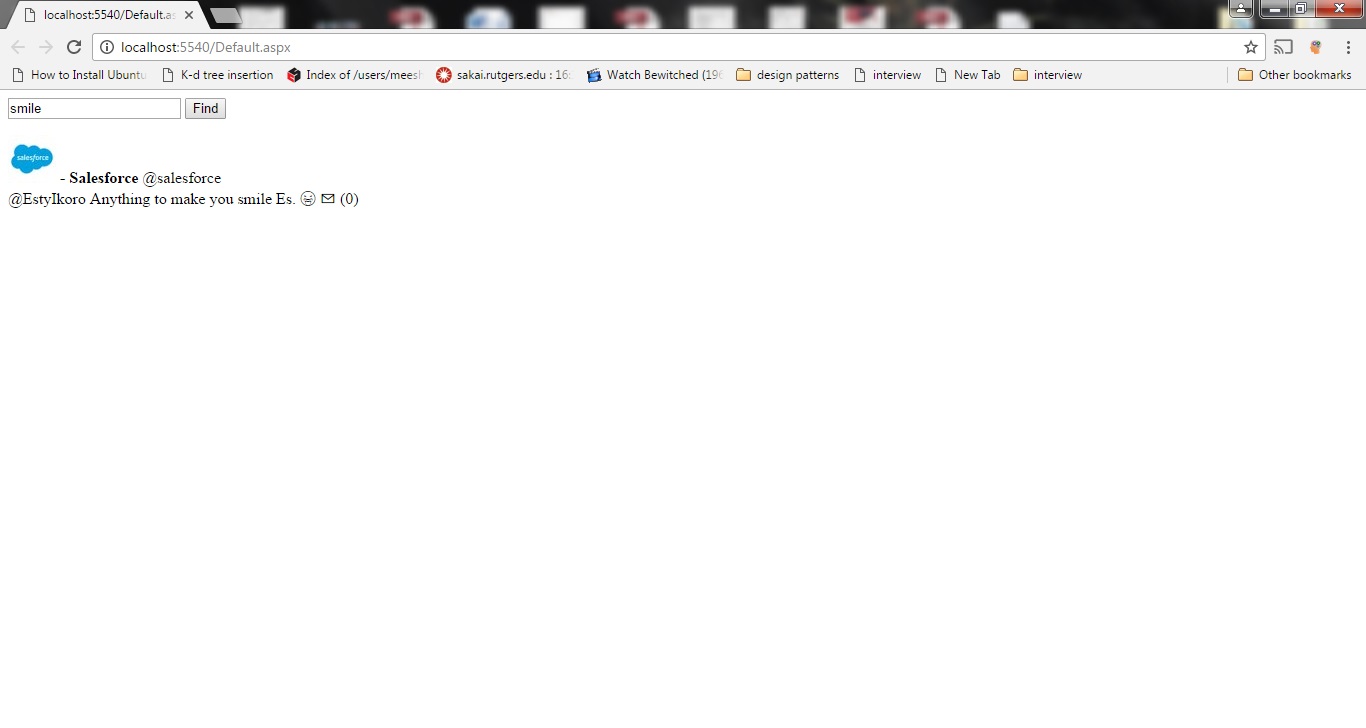 localhost:5540/Default.as
localhost:5540/Default.aspx
How to Install Ubuntu
K-d tree insertion
Index of /users/meesh
sakai.rutgers.edu : 16:
Watch Bewitched (196
design patterns
interview
New Tab
interview
Other bookmarks
smile
Find
salesforce
- Salesforce @salesforce
@EstyIkoro Anything to make you smile Es. 😄 ✉ (0)